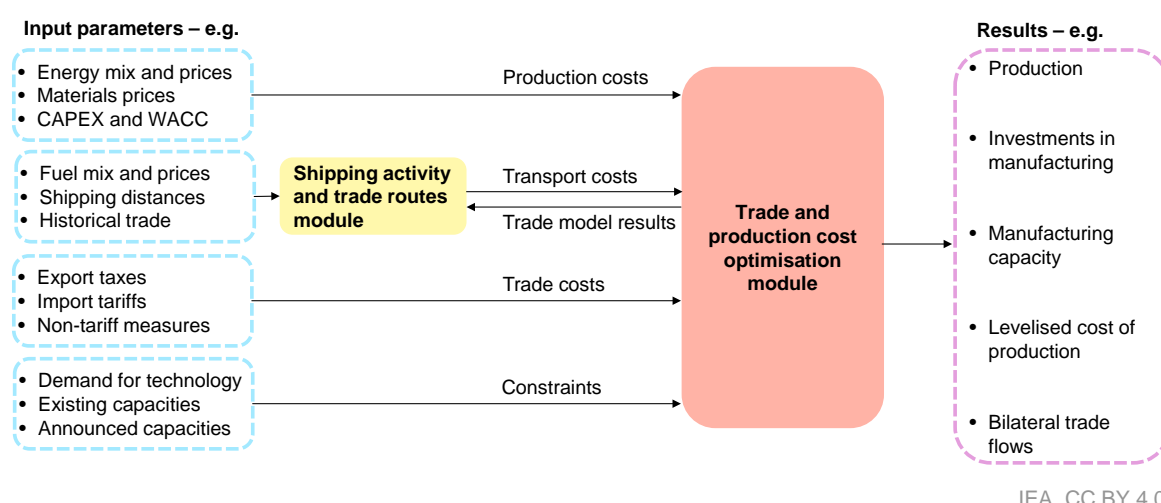 Input parameters – e.g.
• Energy mix and prices
• Materials prices
• CAPEX and WACC
• Fuel mix and prices
• Shipping distances
• Historical trade
• Export taxes
• Import tariffs
• Non-tariff measures
• Demand for technology
• Existing capacities
• Announced capacities
Shipping activity
and trade routes
module
Production costs
Transport costs
Trade model results
Trade costs
Constraints
Trade and
production cost
optimisation
module
Results – e.g.
• Production
• Investments in
manufacturing
• Manufacturing
capacity
• Levelised cost of
production
• Bilateral trade
flows
IEA. CC BY 4.0